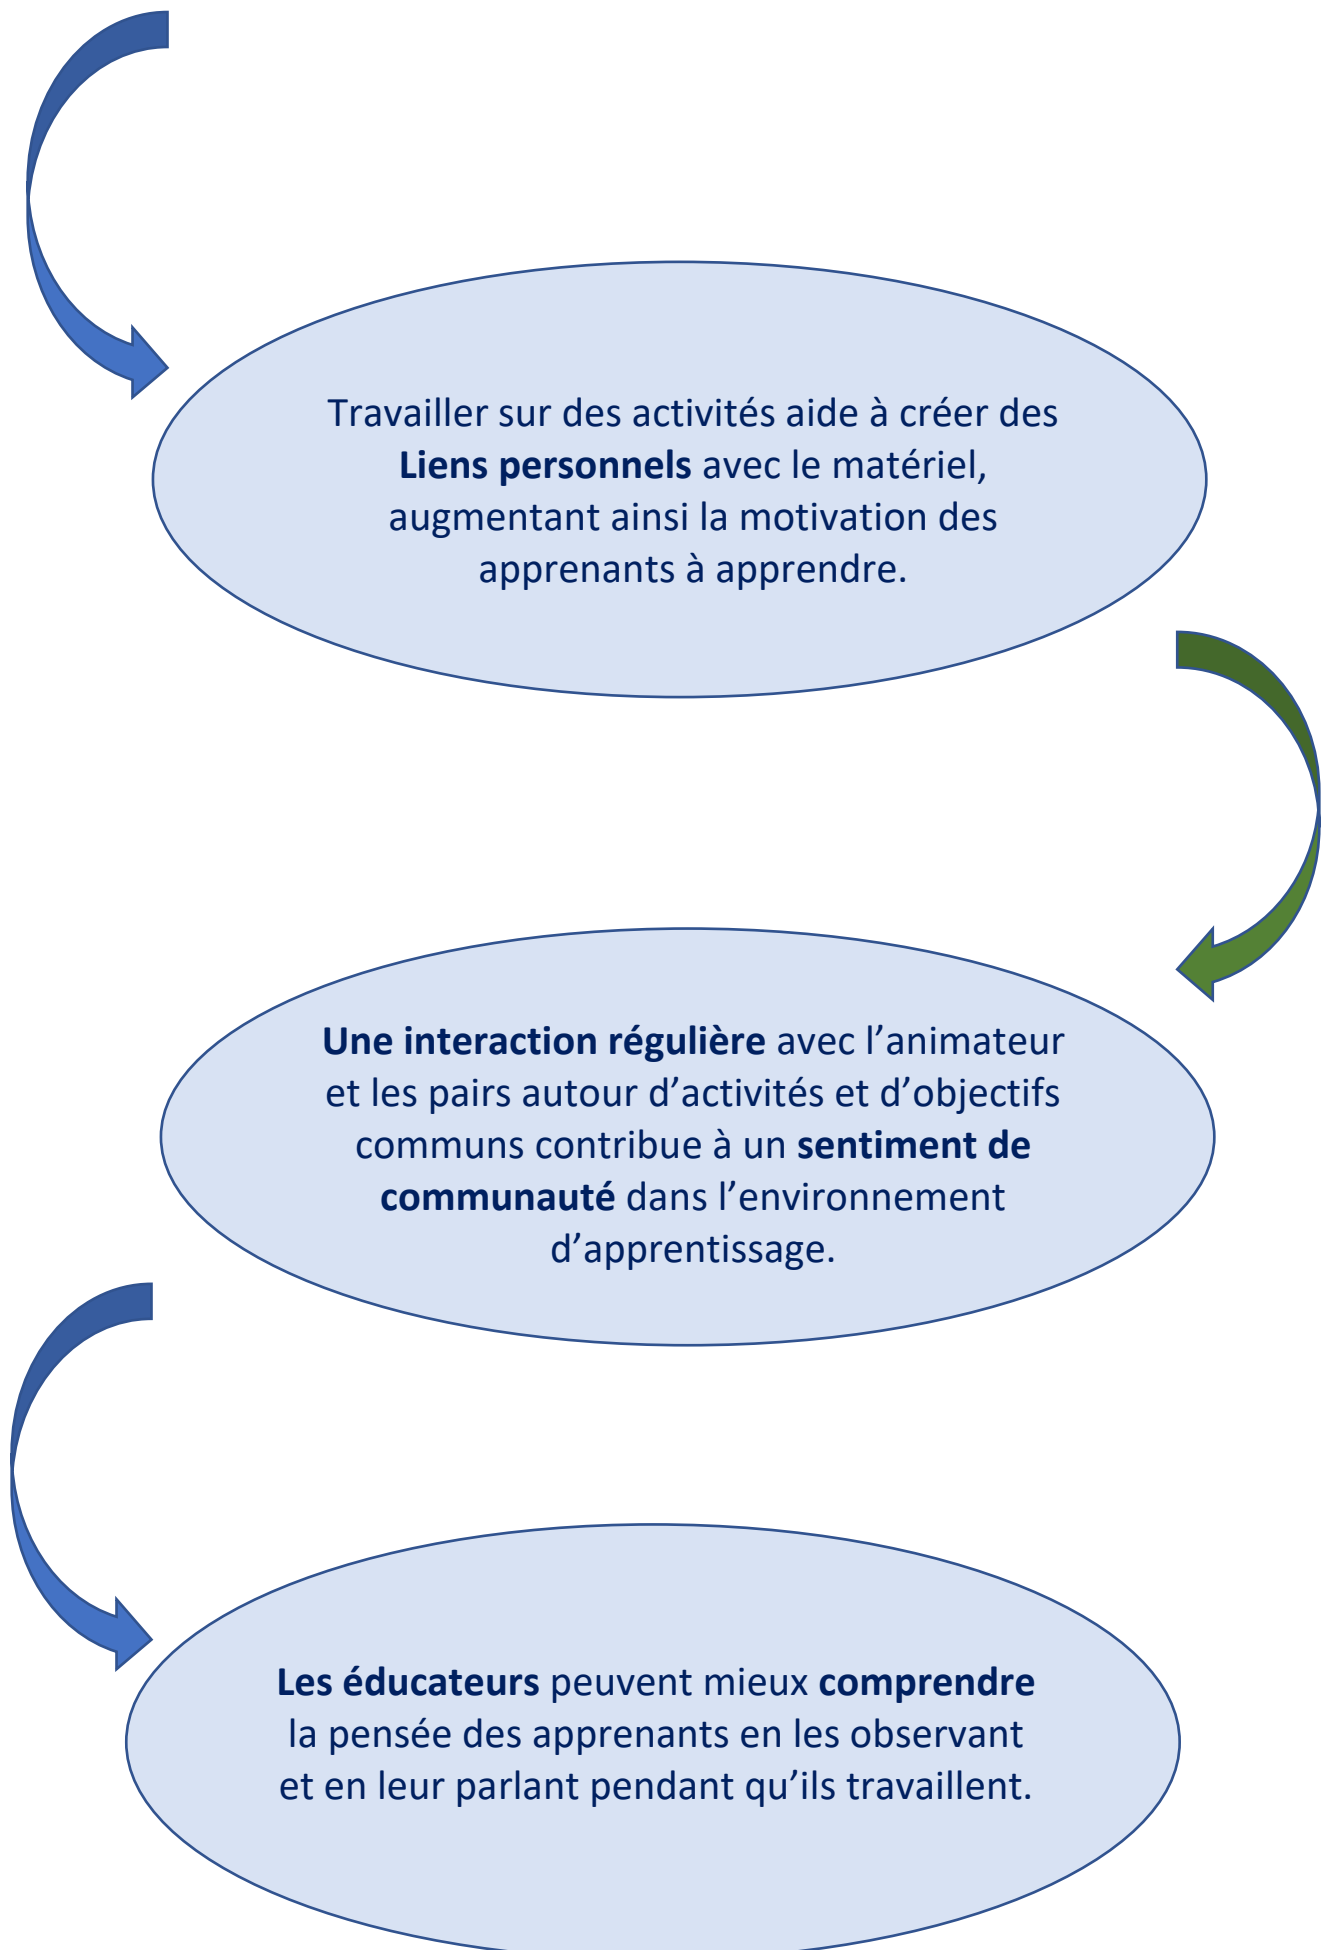 Travailler sur des activités aide à créer des
Liens personnels avec le matériel,
augmentant ainsi la motivation des
apprenants à apprendre.
Une interaction régulière avec l’animateur
et les pairs autour d’activités et d’objectifs
communs contribue à un sentiment de
communauté dans l’environnement
d’apprentissage.
Les éducateurs peuvent mieux comprendre
la pensée des apprenants en les observant
et en leur parlant pendant qu’ils travaillent.